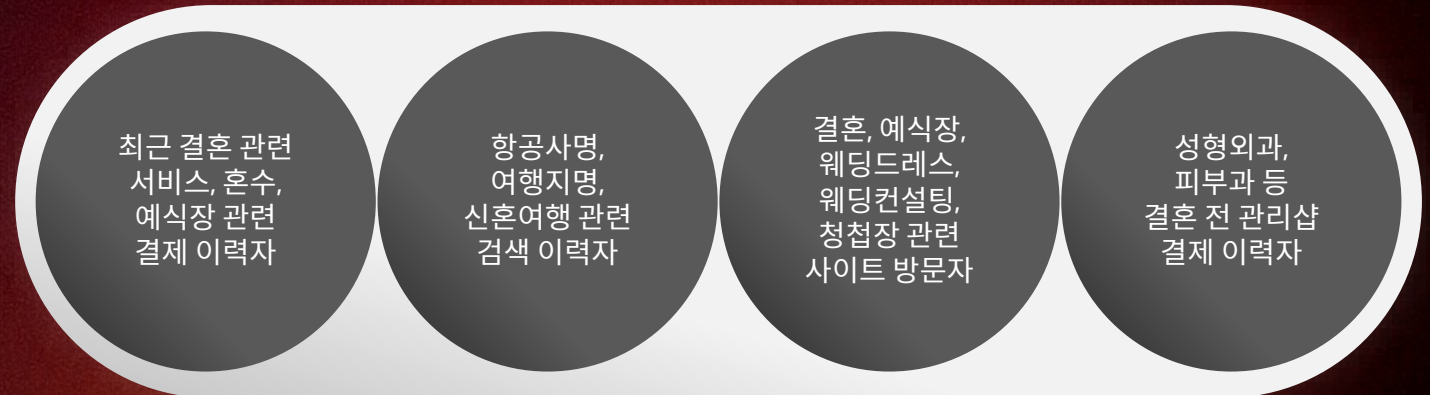 최근 결혼 관련
서비스, 혼수,
예식장 관련
결제 이력자
항공사명,
여행지명,
신혼여행 관련
검색 이력자
결혼, 예식장,
웨딩드레스,
웨딩컨설팅,
청첩장 관련
사이트 방문자
성형외과,
피부과 등
결혼 전 관리샵
결제 이력자